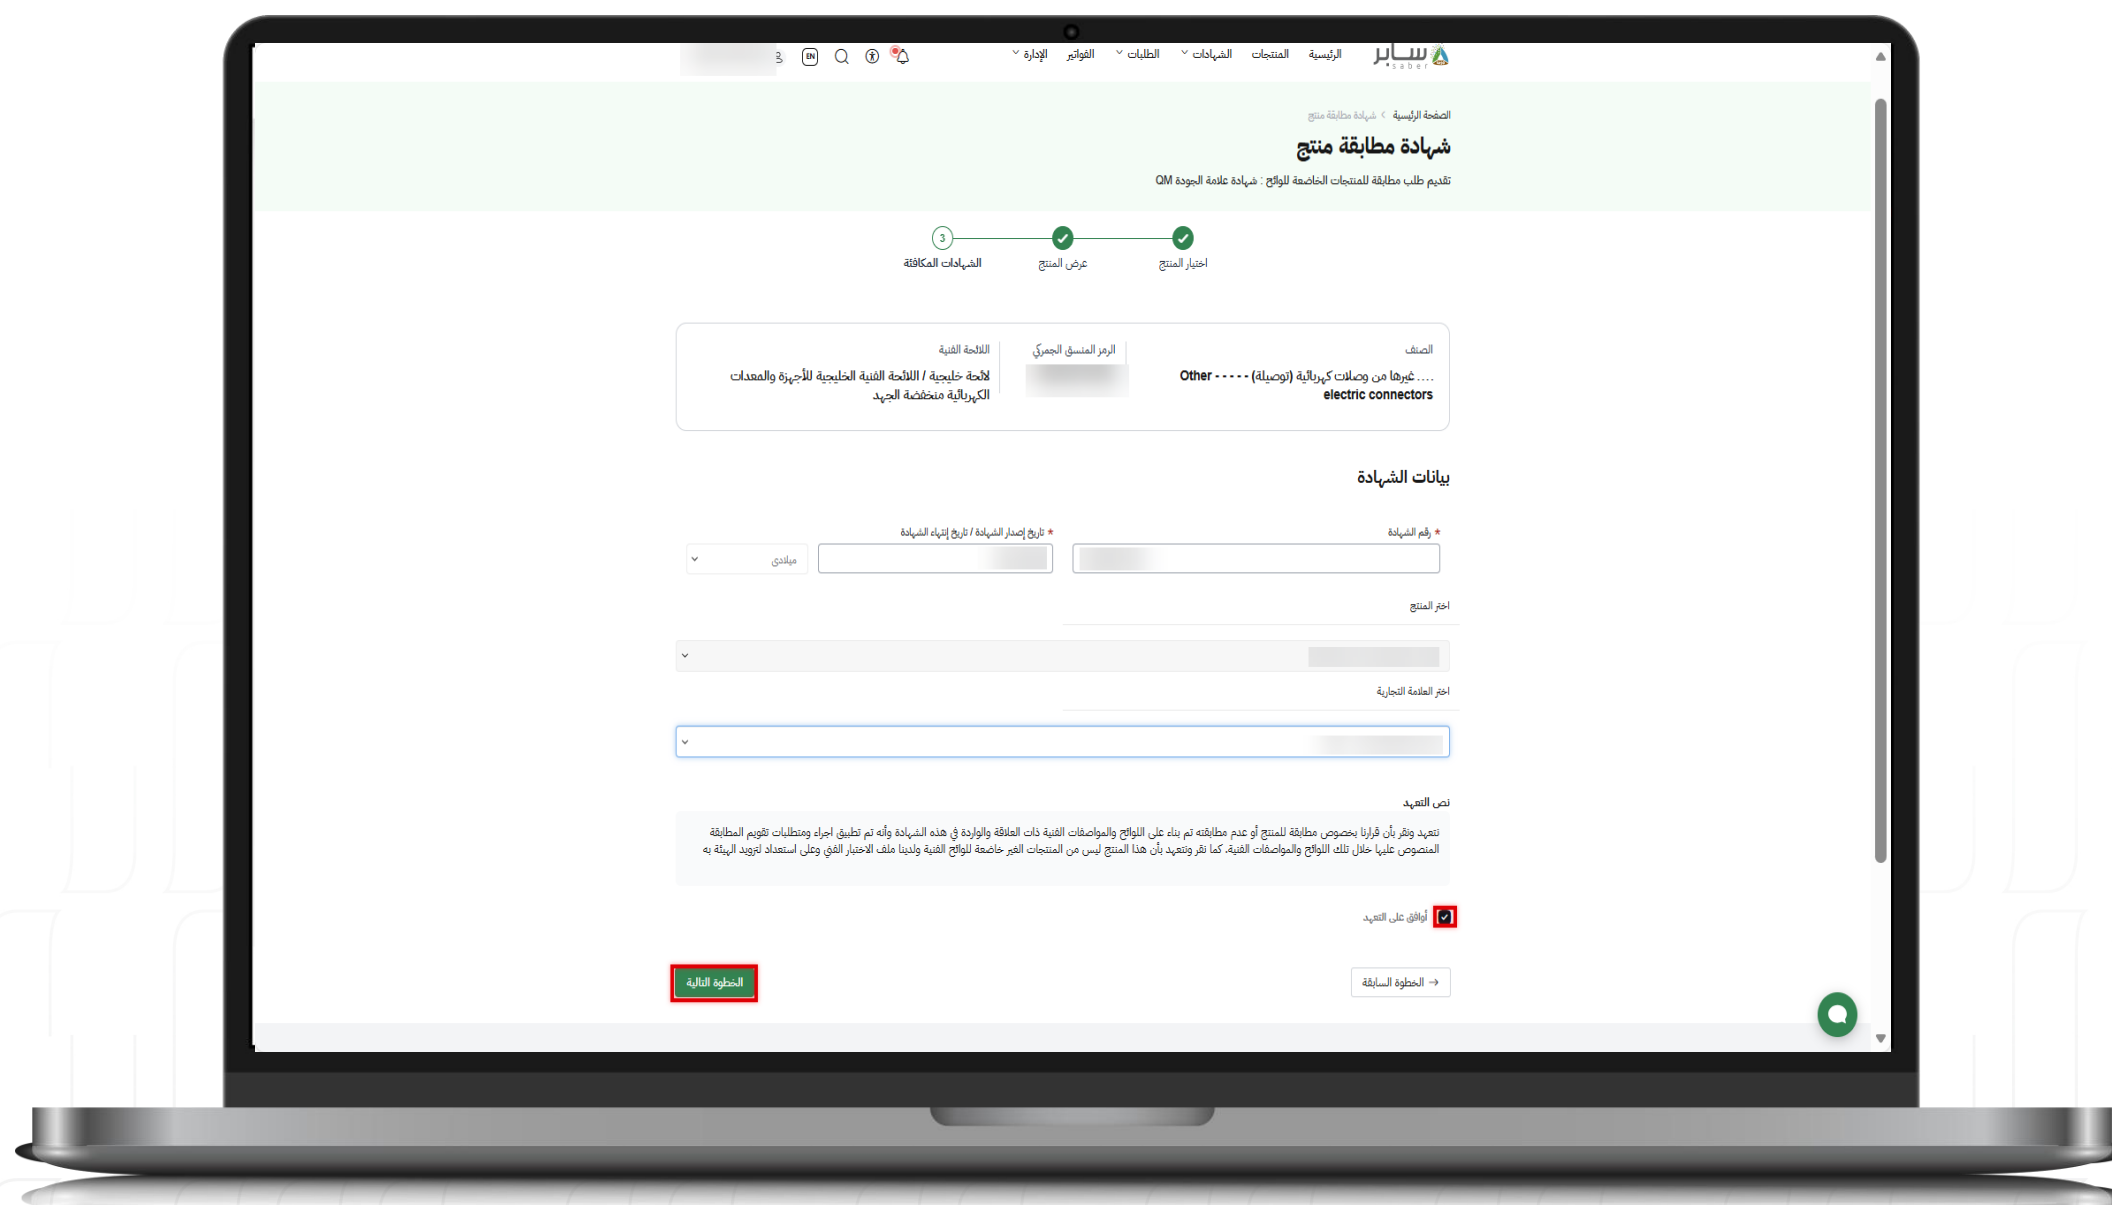 سابر
saber
الرئيسية
المنتجات
الشهادات
الطلبات
الفواتير
الإدارة
EN
الصفحة الرئيسية > شهادة مطابقة منتج
شهادة مطابقة منتج
تقديم طلب مطابقة للمنتجات الخاضعة للوائح : شهادة علامة الجودة QM
اختيار المنتج
عرض المنتج
3
الشهادات المكافئة
الصنف
.... غيرها من وصلات كهربائية (توصيلة) - - - - - Other
electric connectors
الرمز المنسق الجمركي
اللائحة الفنية
لائحة خليجية / اللائحة الفنية الخليجية للأجهزة والمعدات
الكهربائية منخفضة الجهد
بيانات الشهادة
* رقم الشهادة
* تاريخ إصدار الشهادة / تاريخ إنتهاء الشهادة
ميلادى
اختر المنتج
اختر العلامة التجارية
نص التعهد
نتعهد ونقر بأن قرارنا بخصوص مطابقة للمنتج أو عدم مطابقته تم بناء على اللوائح والمواصفات الفنية ذات العلاقة والواردة في هذه الشهادة وأنه تم تطبيق اجراء ومتطلبات تقويم المطابقة
المنصوص عليها خلال تلك اللوائح والمواصفات الفنية. كما نقر ونتعهد بأن هذا المنتج ليس من المنتجات الغير خاضعة للوائح الفنية ولدينا ملف الاختبار الفني وعلى استعداد لتزويد الهيئة به
أوافق على التعهد
→ الخطوة السابقة
الخطوة التالية